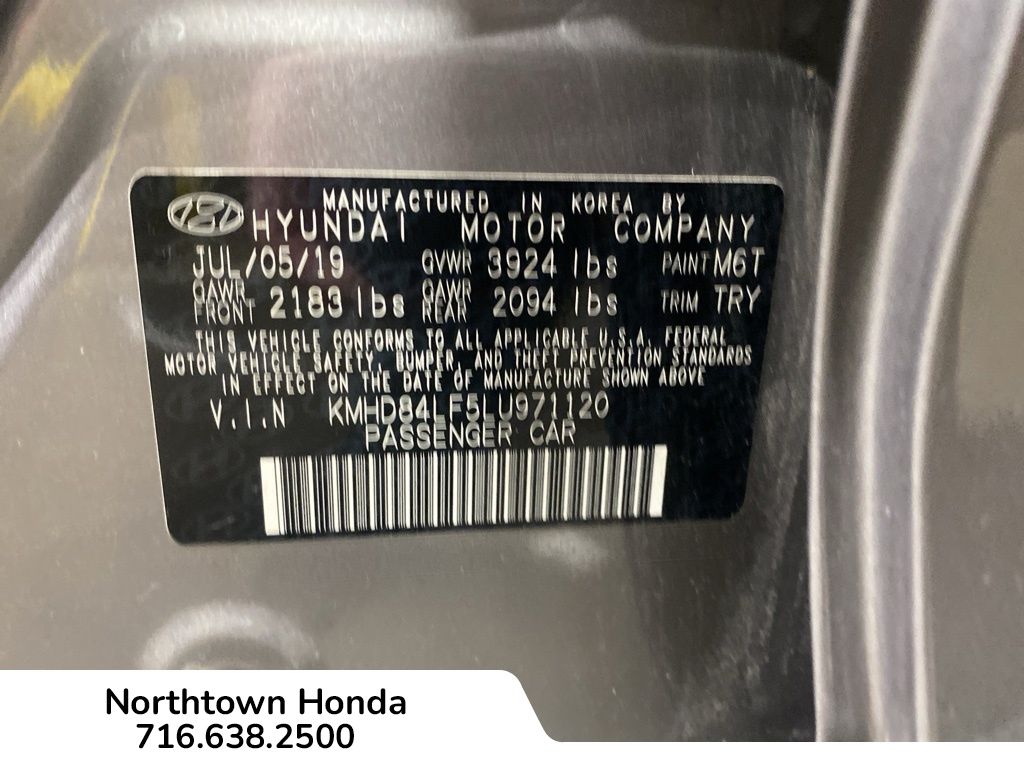 MANUFACTURED IN KOREA BY
HYUNDAI MOTOR COMPANY
JUL/05/19 GVWR 3924 lbs PAINT M6T
GAWR FRONT 2183 lbs GAWR REAR 2094 lbs TRIM TRY
THIS VEHICLE CONFORMS TO ALL APPLICABLE U.S.A. FEDERAL
MOTOR VEHICLE SAFETY, BUMPER, AND THEFT PREVENTION STANDARDS
IN EFFECT ON THE DATE OF MANUFACTURE SHOWN ABOVE
V.I.N KMHD84LF5LU971120
PASSENGER CAR
Northtown Honda
716.638.2500